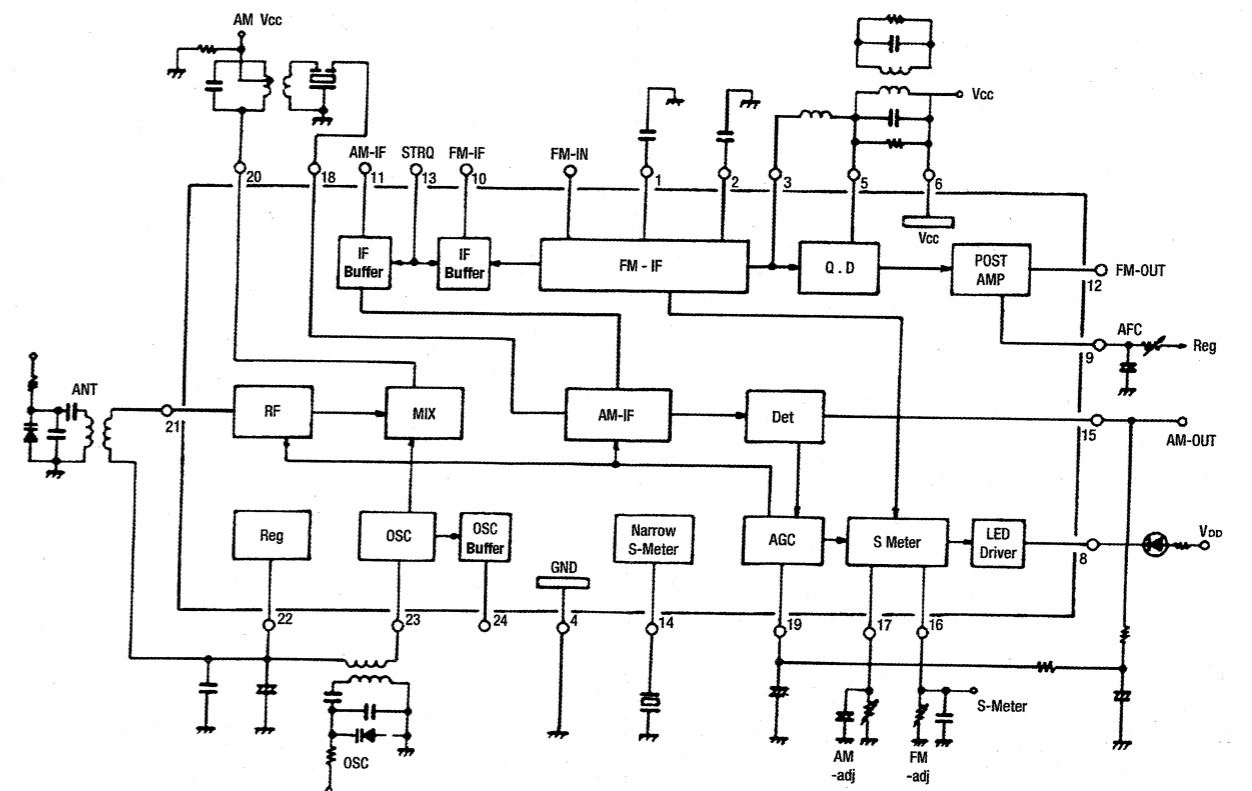 AM Vcc
Vcc
AM-IF STRQ FM-IF FM-IN
20 18 11 13 10 1 2 3 5 6
Vcc
IF Buffer
IF Buffer
FM - IF
Q.D
POST AMP
FM-OUT
12
AFC
9
Reg
ANT
21
RF
MIX
AM-IF
Det
15
AM-OUT
Reg
OSC
OSC Buffer
Narrow S-Meter
AGC
S Meter
LED Driver
VDD
8
GND
22 23 24 4 14 19 17 16
S-Meter
OSC
AM -adj
FM -adj